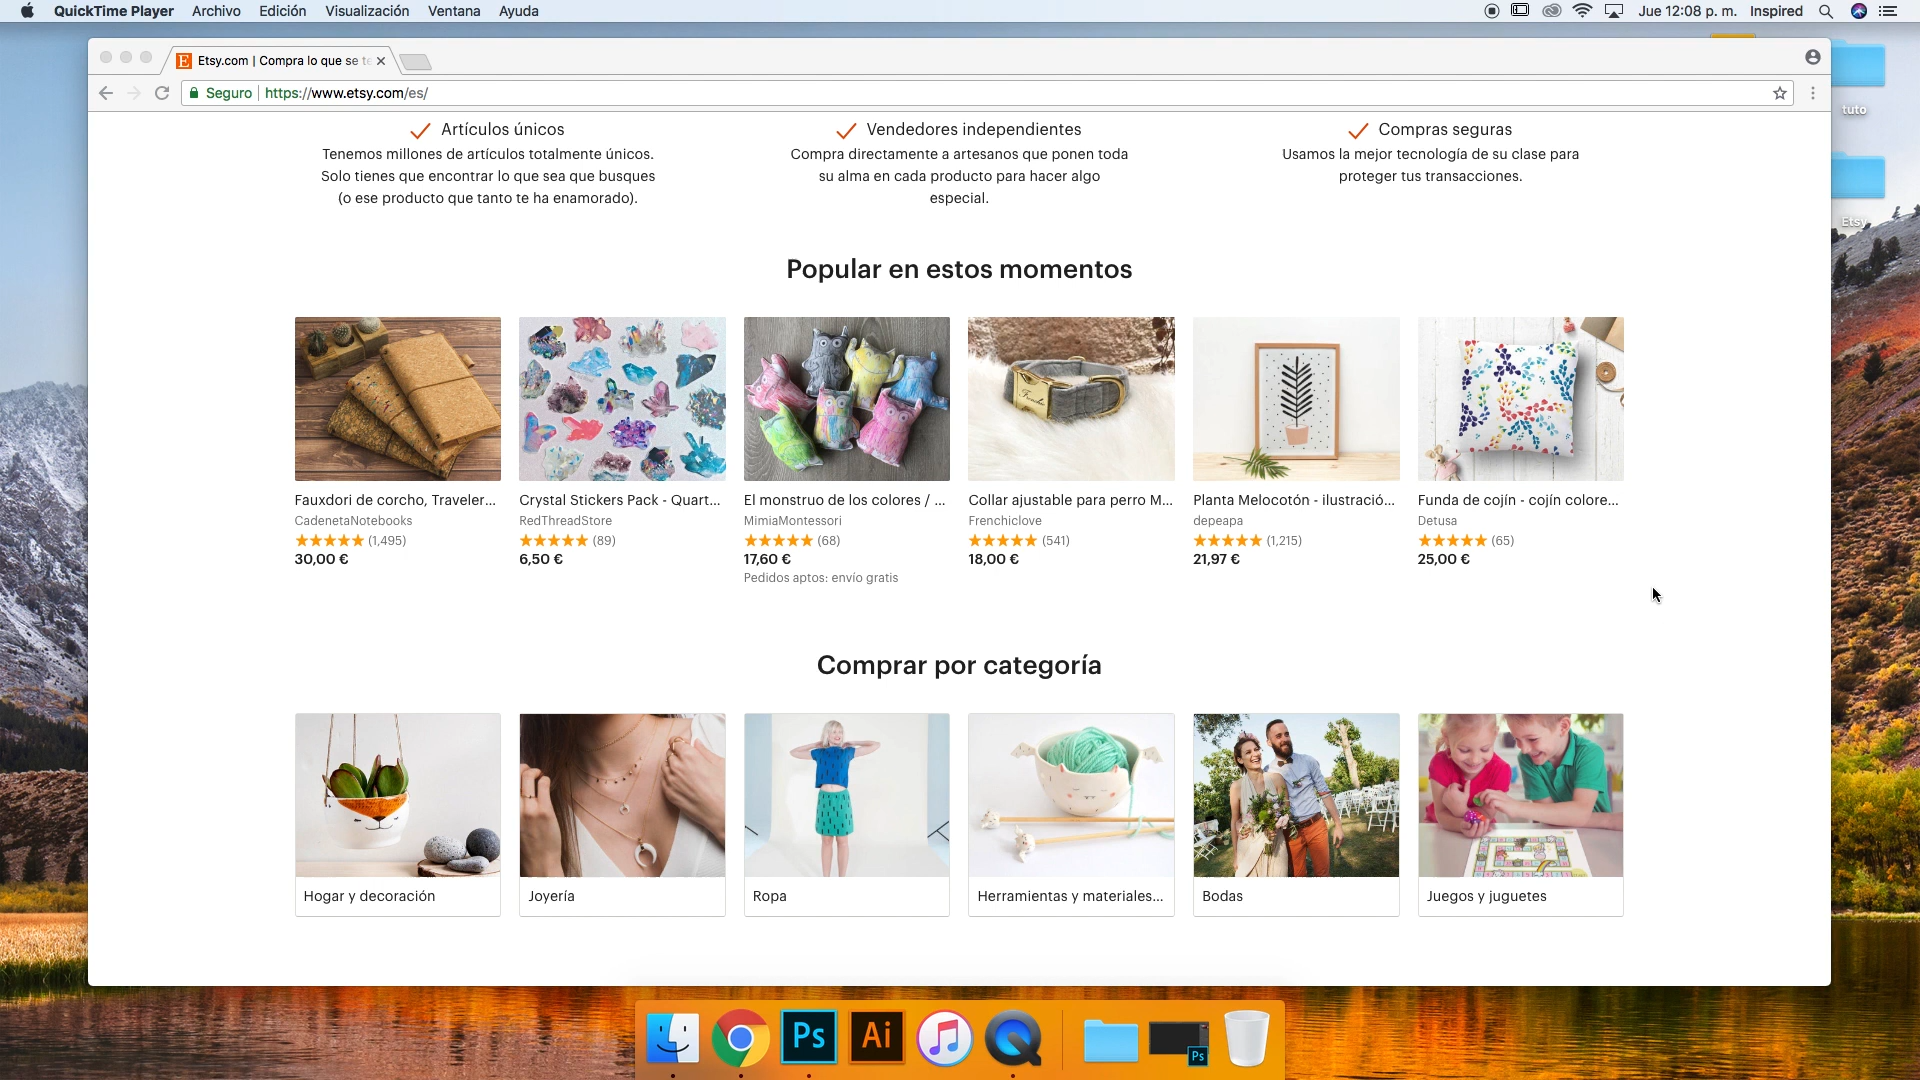 QuickTime Player Archivo Edición Visualización Ventana Ayuda
Jue 12:08 p. m. Inspired
Etsy.com | Compra lo que se te
Seguro https://www.etsy.com/es/
tuto
Etsy
Artículos únicos
Tenemos millones de artículos totalmente únicos.
Solo tienes que encontrar lo que sea que busques
(o ese producto que tanto te ha enamorado).
Vendedores independientes
Compra directamente a artesanos que ponen toda
su alma en cada producto para hacer algo
especial.
Compras seguras
Usamos la mejor tecnología de su clase para
proteger tus transacciones.
Popular en estos momentos
Fauxdori de corcho, Traveler...
CadenetaNotebooks
(1,495)
30,00 €
Crystal Stickers Pack - Quart...
RedThreadStore
(89)
6,50 €
El monstruo de los colores / ...
MimiaMontessori
(68)
17,60 €
Pedidos aptos: envío gratis
Collar ajustable para perro M...
Frenchiclove
(541)
18,00 €
Planta Melocotón - ilustració...
depeapa
(1,215)
21,97 €
Funda de cojín - cojín colore...
Detusa
(65)
25,00 €
Comprar por categoría
Hogar y decoración
Joyería
Ropa
Herramientas y materiales...
Bodas
Juegos y juguetes
Ps
Ai
Ps